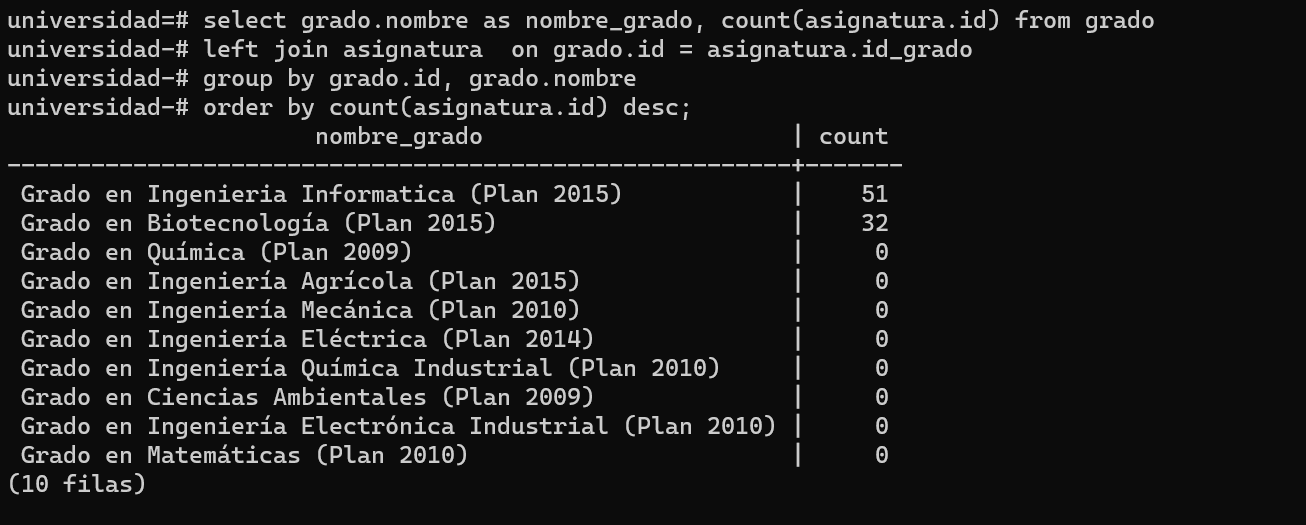 universidad=# select grado.nombre as nombre_grado, count(asignatura.id) from grado
universidad-# left join asignatura  on grado.id = asignatura.id_grado
universidad-# group by grado.id, grado.nombre
universidad-# order by count(asignatura.id) desc;
                      nombre_grado                      | count
--------------------------------------------------------+-------
 Grado en Ingenieria Informatica (Plan 2015)            |    51
 Grado en Biotecnología (Plan 2015)                     |    32
 Grado en Química (Plan 2009)                           |     0
 Grado en Ingeniería Agrícola (Plan 2015)               |     0
 Grado en Ingeniería Mecánica (Plan 2010)               |     0
 Grado en Ingeniería Eléctrica (Plan 2014)              |     0
 Grado en Ingeniería Química Industrial (Plan 2010)     |     0
 Grado en Ciencias Ambientales (Plan 2009)              |     0
 Grado en Ingeniería Electrónica Industrial (Plan 2010) |     0
 Grado en Matemáticas (Plan 2010)                       |     0
(10 filas)